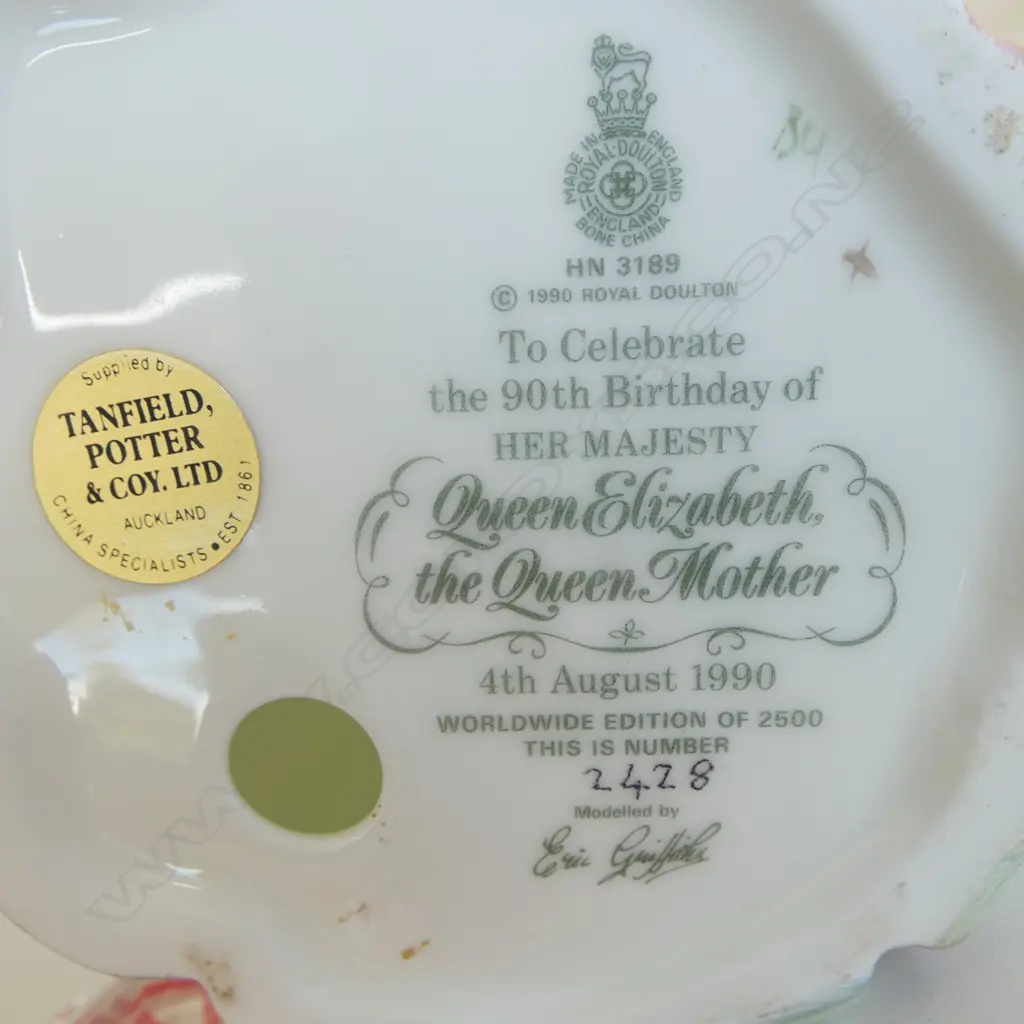 MADE IN ENGLAND
ROYAL·DOULTON
ENGLAND
BONE CHINA
HN 3189
© 1990 ROYAL DOULTON
To Celebrate
the 90th Birthday of
HER MAJESTY
Queen Elizabeth,
the Queen Mother
4th August 1990
WORLDWIDE EDITION OF 2500
THIS IS NUMBER
2428
Modelled by
Eric Griffiths
Supplied by
TANFIELD,
POTTER
& COY. LTD
AUCKLAND
CHINA SPECIALISTS • EST 1861